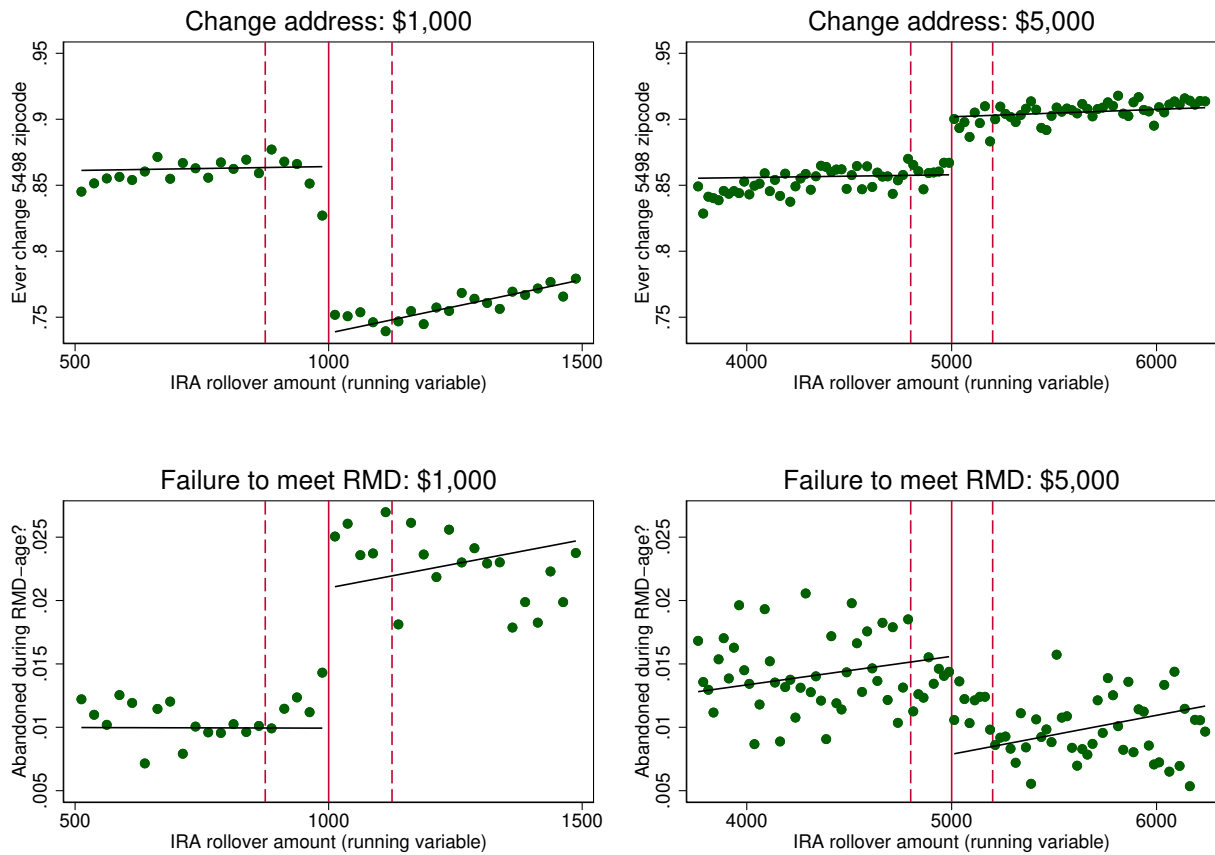 Change address: $1,000
Ever change 5498 zipcode
.95
.9
.85
.8
.75
500
1000
1500
IRA rollover amount (running variable)
Change address: $5,000
Ever change 5498 zipcode
.95
.9
.85
.8
.75
4000
5000
6000
IRA rollover amount (running variable)
Failure to meet RMD: $1,000
Abandoned during RMD-age?
.025
.02
.015
.01
.005
500
1000
1500
IRA rollover amount (running variable)
Failure to meet RMD: $5,000
Abandoned during RMD-age?
.025
.02
.015
.01
.005
4000
5000
6000
IRA rollover amount (running variable)